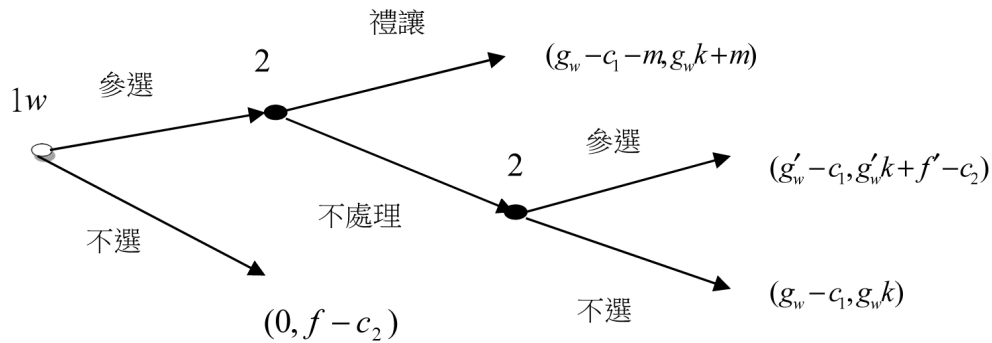 禮讓
2
(g_w − c_1 − m, g_w k + m)
參選
1w
參選
2
(g′_w − c_1, g′_w k + f′ − c_2)
不處理
不選
(g_w − c_1, g_w k)
不選
(0, f − c_2)